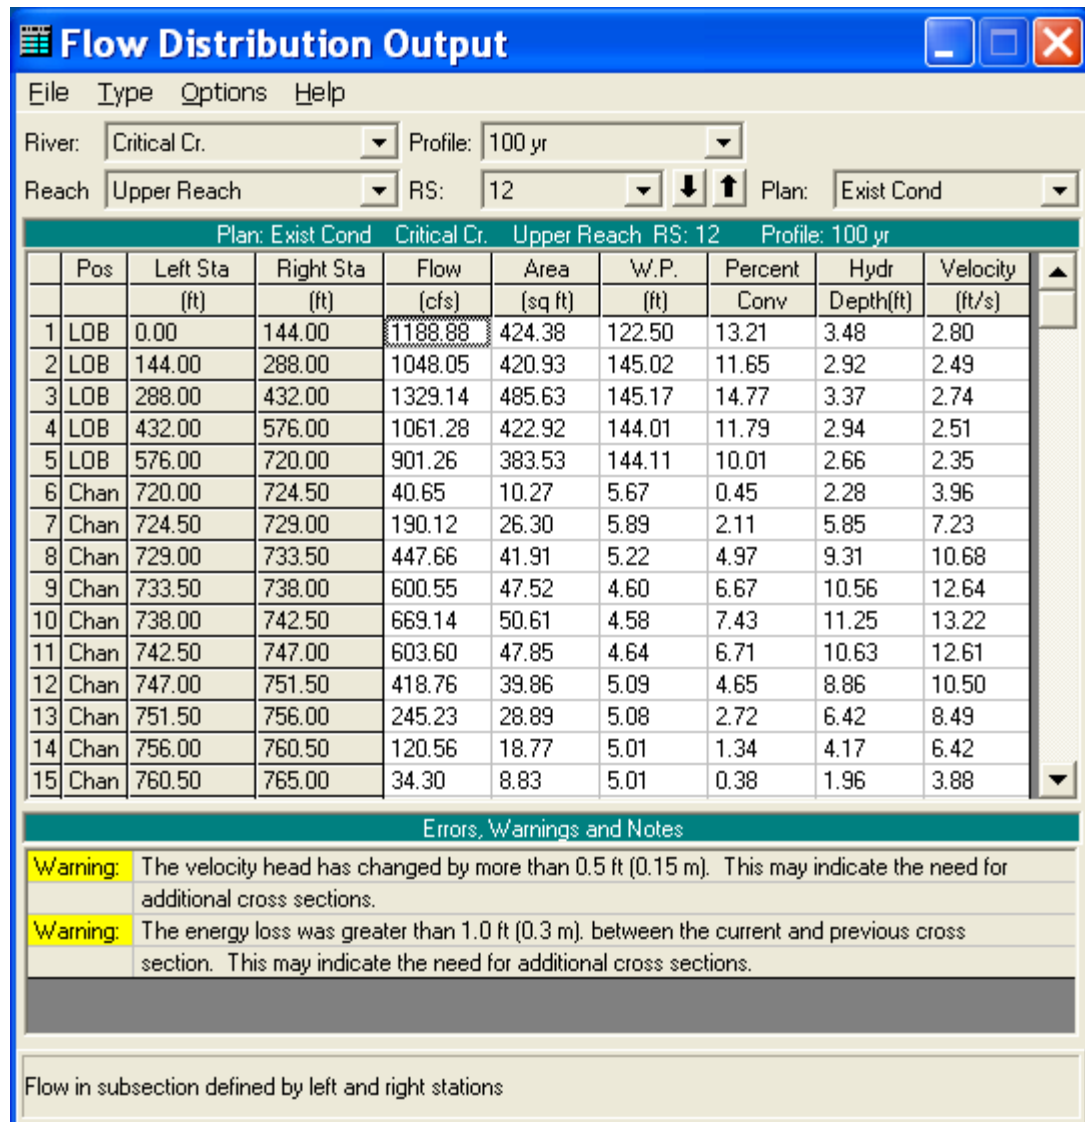 Flow Distribution Output
File Type Options Help
River: Critical Cr. Profile: 100 yr
Reach Upper Reach RS: 12 Plan: Exist Cond
Plan: Exist Cond Critical Cr. Upper Reach RS: 12 Profile: 100 yr
Pos Left Sta Right Sta Flow Area W.P. Percent Hydr Velocity
(ft) (ft) (cfs) (sq ft) (ft) Conv Depth(ft) (ft/s)
1 LOB 0.00 144.00 1188.88 424.38 122.50 13.21 3.48 2.80
2 LOB 144.00 288.00 1048.05 420.93 145.02 11.65 2.92 2.49
3 LOB 288.00 432.00 1329.14 485.63 145.17 14.77 3.37 2.74
4 LOB 432.00 576.00 1061.28 422.92 144.01 11.79 2.94 2.51
5 LOB 576.00 720.00 901.26 383.53 144.11 10.01 2.66 2.35
6 Chan 720.00 724.50 40.65 10.27 5.67 0.45 2.28 3.96
7 Chan 724.50 729.00 190.12 26.30 5.89 2.11 5.85 7.23
8 Chan 729.00 733.50 447.66 41.91 5.22 4.97 9.31 10.68
9 Chan 733.50 738.00 600.55 47.52 4.60 6.67 10.56 12.64
10 Chan 738.00 742.50 669.14 50.61 4.58 7.43 11.25 13.22
11 Chan 742.50 747.00 603.60 47.85 4.64 6.71 10.63 12.61
12 Chan 747.00 751.50 418.76 39.86 5.09 4.65 8.86 10.50
13 Chan 751.50 756.00 245.23 28.89 5.08 2.72 6.42 8.49
14 Chan 756.00 760.50 120.56 18.77 5.01 1.34 4.17 6.42
15 Chan 760.50 765.00 34.30 8.83 5.01 0.38 1.96 3.88
Errors, Warnings and Notes
Warning: The velocity head has changed by more than 0.5 ft (0.15 m). This may indicate the need for
additional cross sections.
Warning: The energy loss was greater than 1.0 ft (0.3 m). between the current and previous cross
section. This may indicate the need for additional cross sections.
Flow in subsection defined by left and right stations